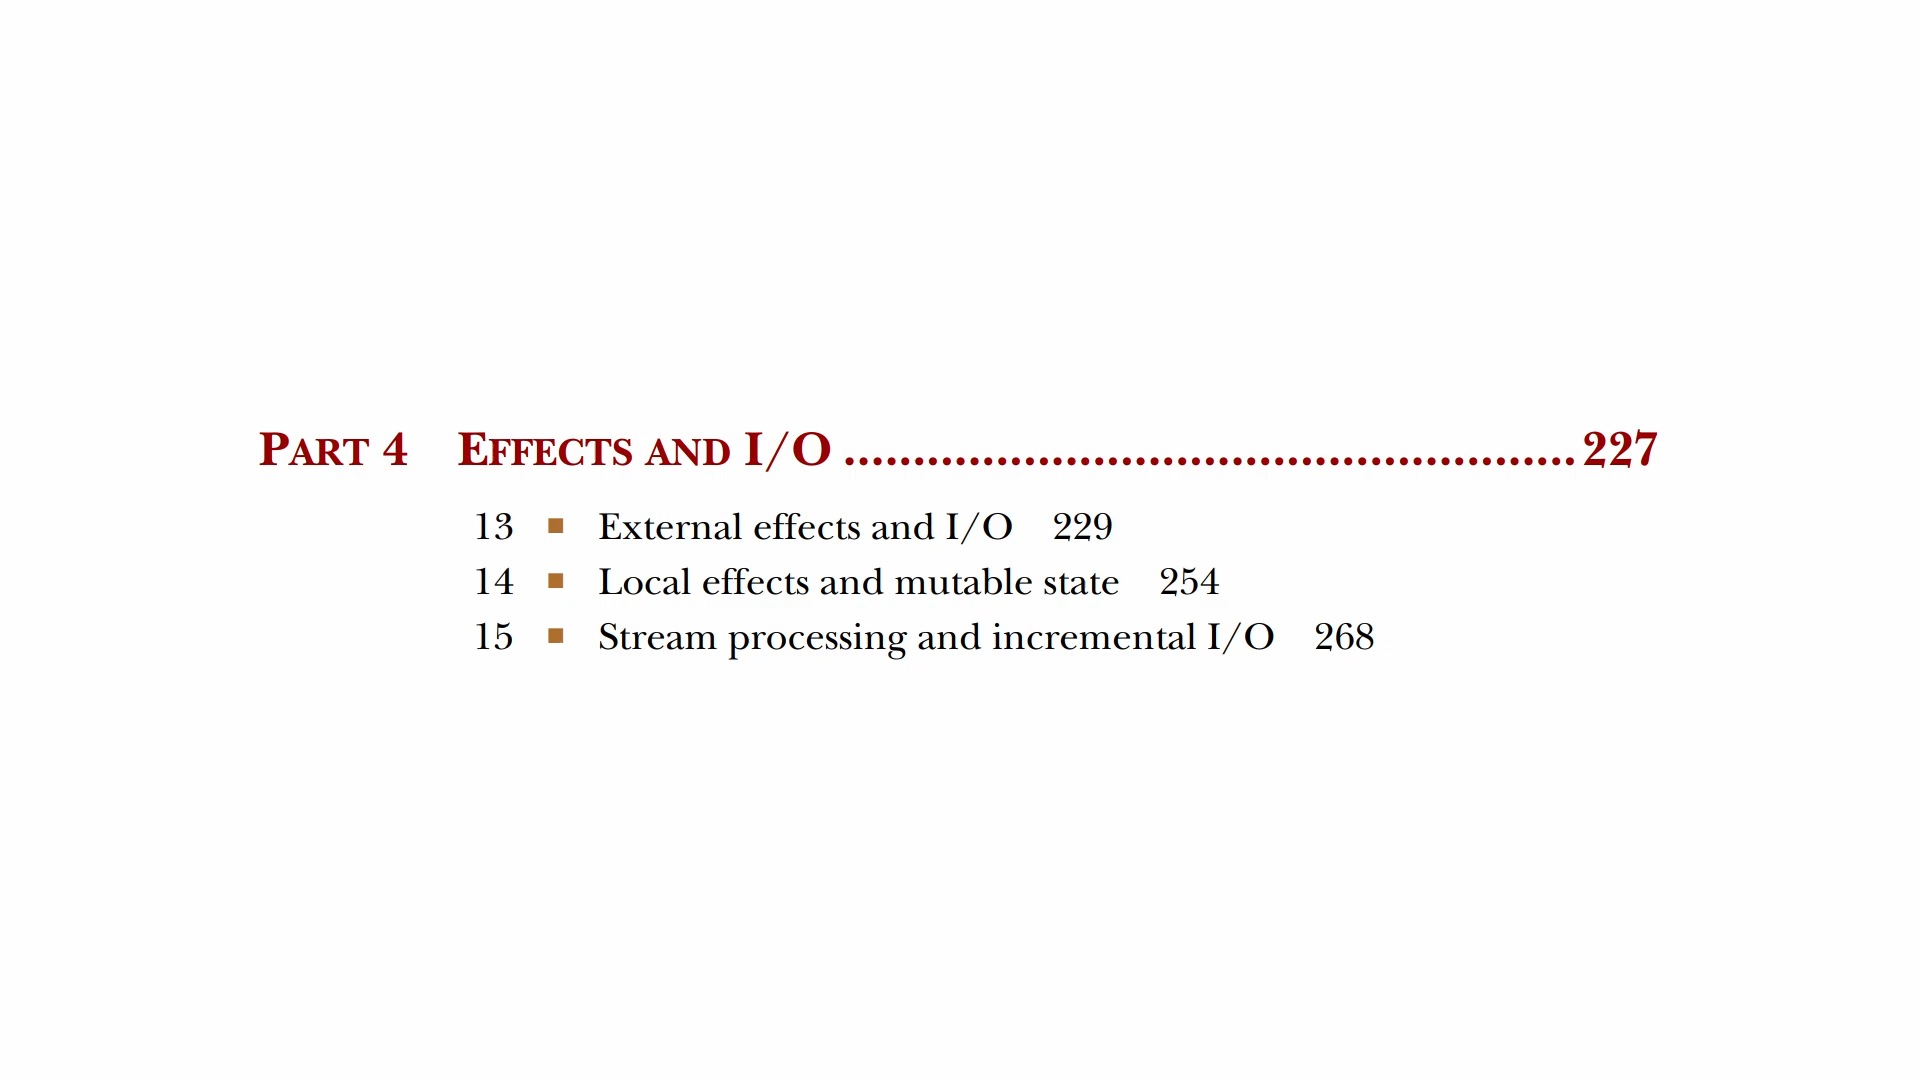 PART 4 EFFECTS AND I/O .....................................................227
13 ■ External effects and I/O 229
14 ■ Local effects and mutable state 254
15 ■ Stream processing and incremental I/O 268